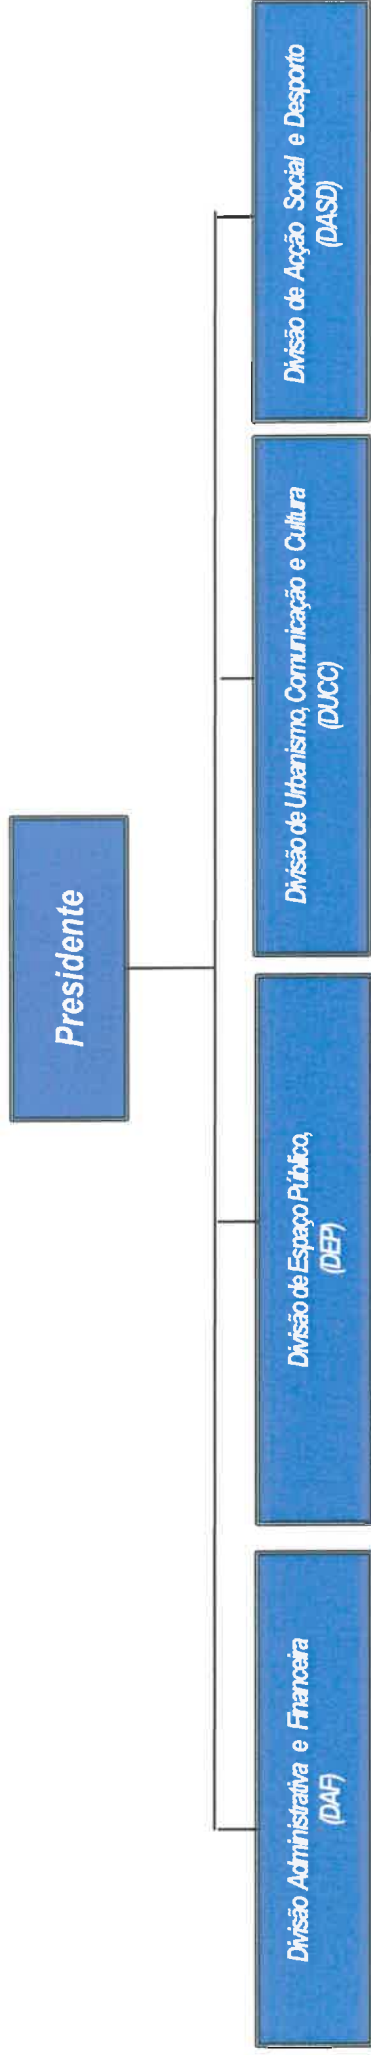 Presidente
Divisão Administrativa e Financeira
(DAF)
Divisão de Espaço Público,
(DEP)
Divisão de Urbanismo, Comunicação e Cultura
(DUCC)
Divisão de Acção Social e Desporto
(DASD)